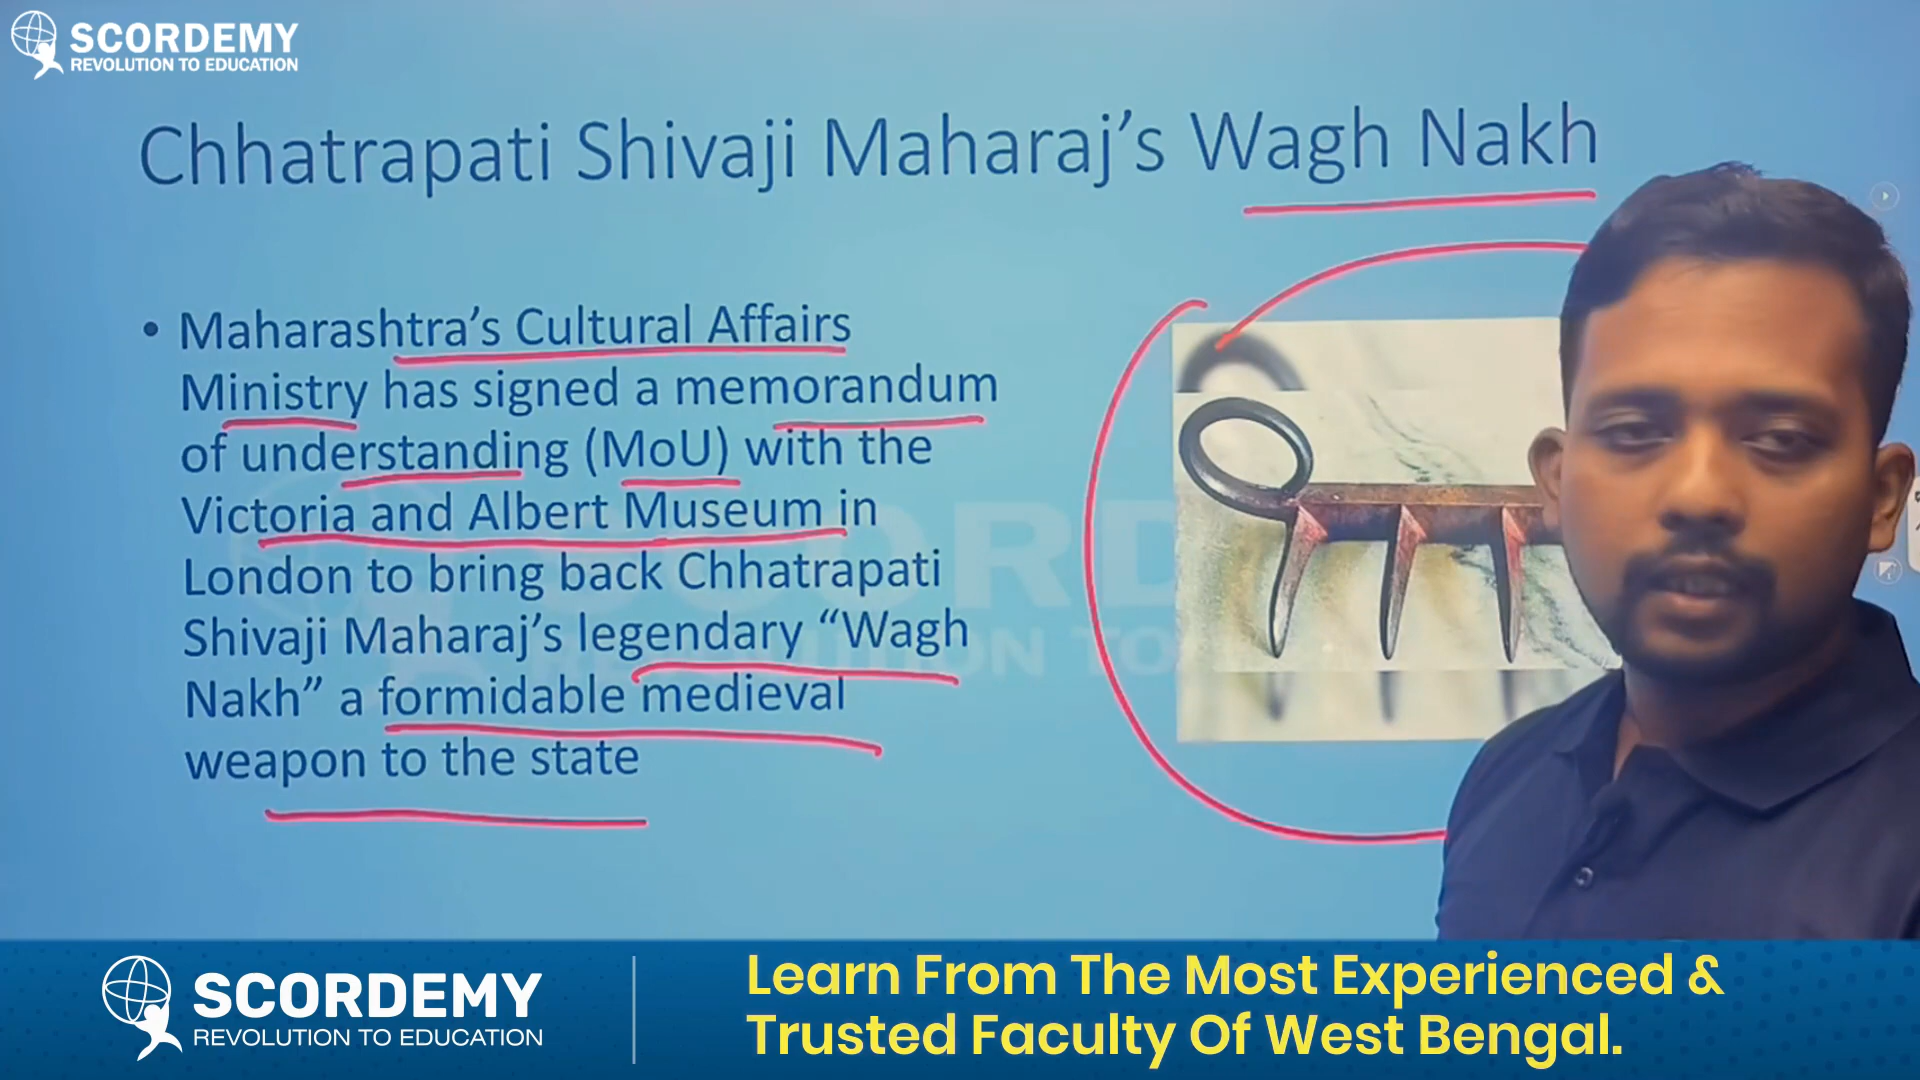 SCORDEMY
REVOLUTION TO EDUCATION
Chhatrapati Shivaji Maharaj’s Wagh Nakh
• Maharashtra’s Cultural Affairs
Ministry has signed a memorandum
of understanding (MoU) with the
Victoria and Albert Museum in
London to bring back Chhatrapati
Shivaji Maharaj’s legendary “Wagh
Nakh” a formidable medieval
weapon to the state
SCORDEMY
REVOLUTION TO EDUCATION
Learn From The Most Experienced &
Trusted Faculty Of West Bengal.